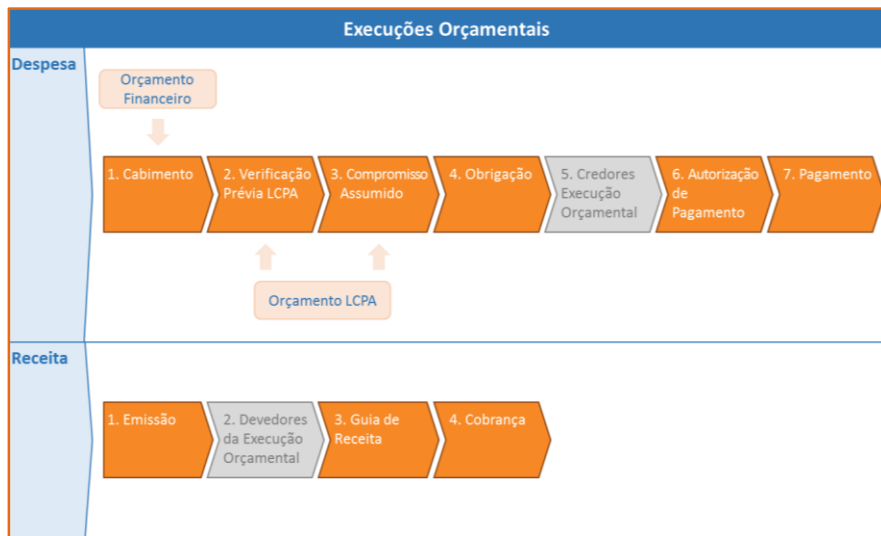 Execuções Orçamentais
Despesa
Orçamento
Financeiro
1. Cabimento
2. Verificação
Prévia LCPA
3. Compromisso
Assumido
4. Obrigação
5. Credores
Execução
Orçamental
6. Autorização
de
Pagamento
7. Pagamento
Orçamento LCPA
Receita
1. Emissão
2. Devedores
da Execução
Orçamental
3. Guia de
Receita
4. Cobrança